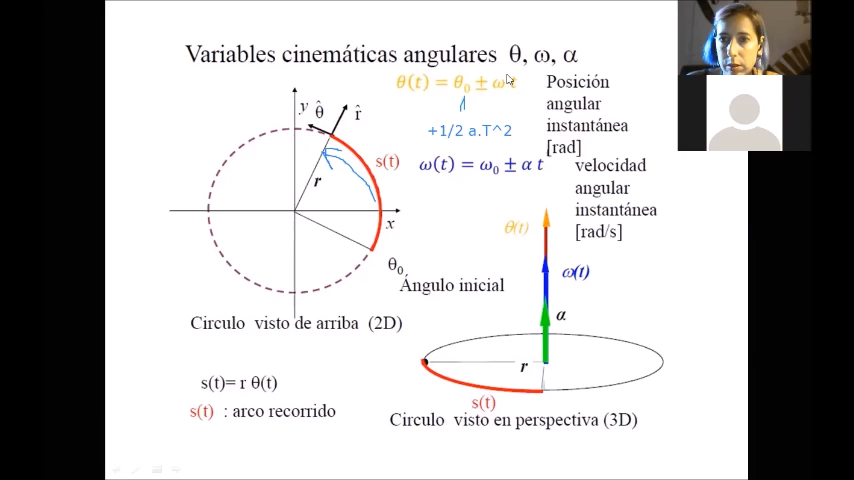 Variables cinemáticas angulares θ, ω, α
θ(t) = θ₀ ± ω t
+1/2 a.T^2
Posición
angular
instantánea
[rad]
ω(t) = ω₀ ± α t
velocidad
angular
instantánea
[rad/s]
y
θ̂
r̂
s(t)
r
x
θ₀
Ángulo inicial
Circulo visto de arriba (2D)
s(t)= r θ(t)
s(t) : arco recorrido
θ(t)
ω(t)
α
r
s(t)
Circulo visto en perspectiva (3D)